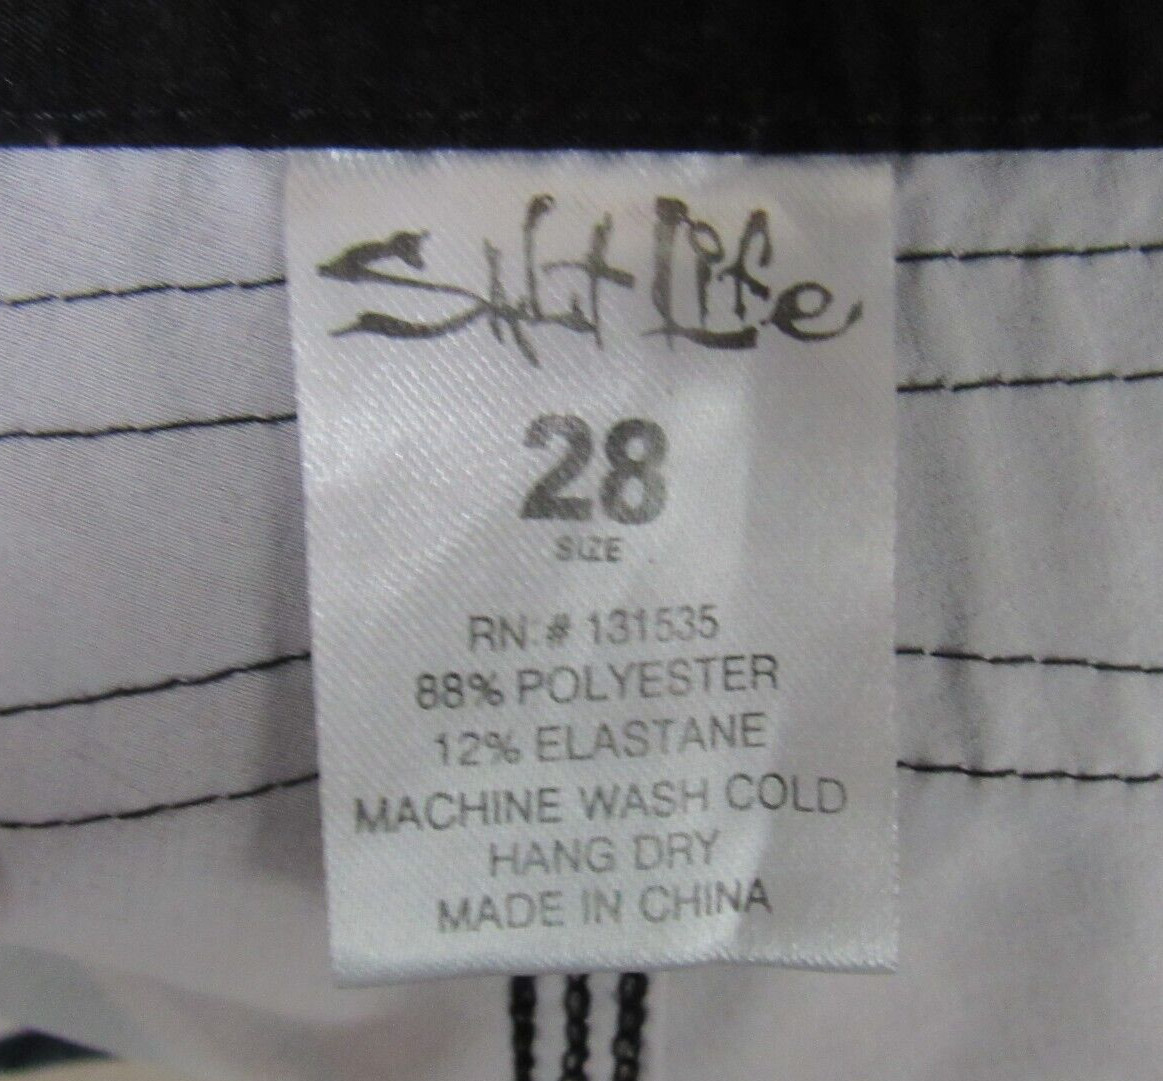 Salt Life
28
SIZE
RN:# 131535
88% POLYESTER
12% ELASTANE
MACHINE WASH COLD
HANG DRY
MADE IN CHINA